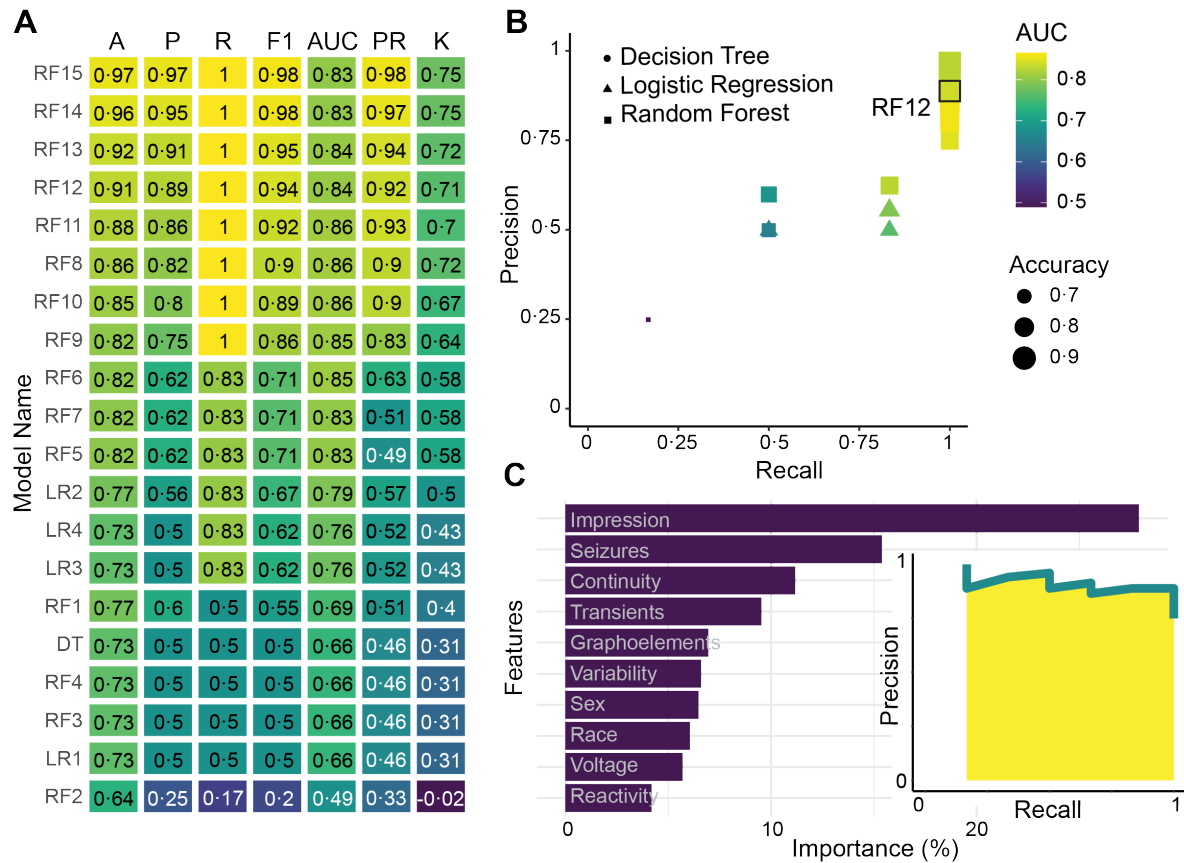 A
A P R F1 AUC PR K
RF15 0·97 0·97 1 0·98 0·83 0·98 0·75
RF14 0·96 0·95 1 0·98 0·83 0·97 0·75
RF13 0·92 0·91 1 0·95 0·84 0·94 0·72
RF12 0·91 0·89 1 0·94 0·84 0·92 0·71
RF11 0·88 0·86 1 0·92 0·86 0·93 0·7
RF8 0·86 0·82 1 0·9 0·86 0·9 0·72
RF10 0·85 0·8 1 0·89 0·86 0·9 0·67
RF9 0·82 0·75 1 0·86 0·85 0·83 0·64
RF6 0·82 0·62 0·83 0·71 0·85 0·63 0·58
RF7 0·82 0·62 0·83 0·71 0·83 0·51 0·58
RF5 0·82 0·62 0·83 0·71 0·83 0·49 0·58
LR2 0·77 0·56 0·83 0·67 0·79 0·57 0·5
LR4 0·73 0·5 0·83 0·62 0·76 0·52 0·43
LR3 0·73 0·5 0·83 0·62 0·76 0·52 0·43
RF1 0·77 0·6 0·5 0·55 0·69 0·51 0·4
DT 0·73 0·5 0·5 0·5 0·66 0·46 0·31
RF4 0·73 0·5 0·5 0·5 0·66 0·46 0·31
RF3 0·73 0·5 0·5 0·5 0·66 0·46 0·31
LR1 0·73 0·5 0·5 0·5 0·66 0·46 0·31
RF2 0·64 0·25 0·17 0·2 0·49 0·33 -0·02
Model Name
B
Decision Tree
Logistic Regression
Random Forest
RF12
1
0·75
0·5
0·25
0
Precision
0 0·25 0·5 0·75 1
Recall
AUC
0·8
0·7
0·6
0·5
Accuracy
0·7
0·8
0·9
C
Impression
Seizures
Continuity
Transients
Graphoelements
Variability
Sex
Race
Voltage
Reactivity
Features
0 10 20
Importance (%)
1
0
Precision
0 1
Recall